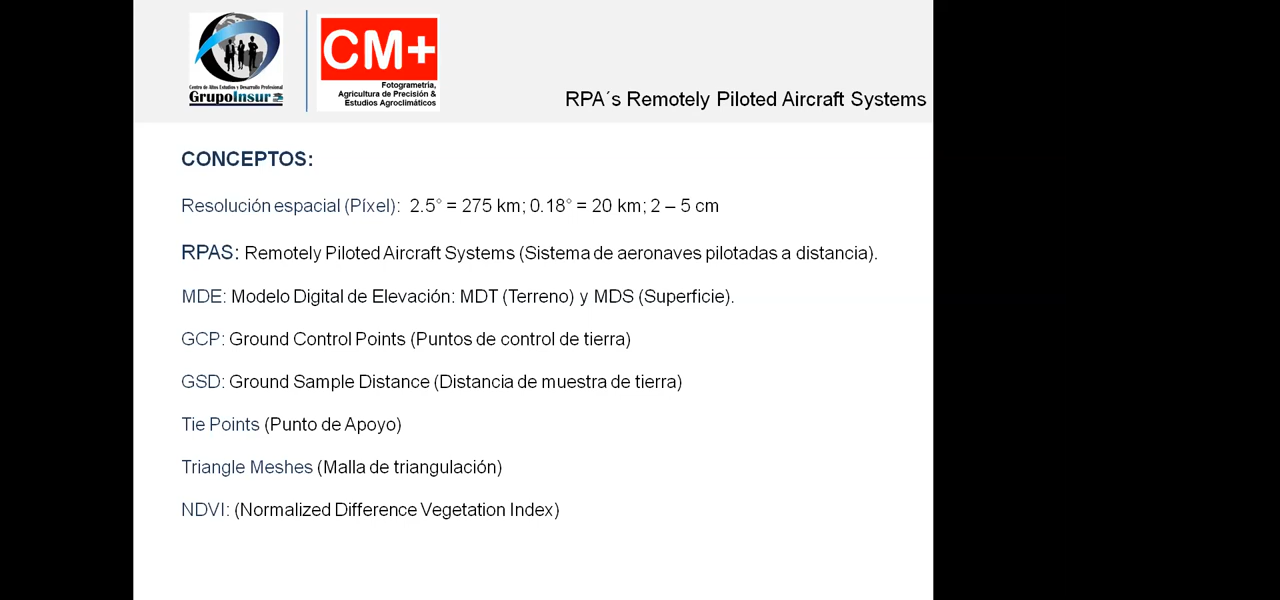 Centro de Altos Estudios y Desarrollo Profesional
GrupoInsur
CM+
Fotogrametria,
Agricultura de Precisión &
Estudios Agroclimáticos
RPA´s Remotely Piloted Aircraft Systems
CONCEPTOS:
Resolución espacial (Píxel): 2.5° = 275 km; 0.18° = 20 km; 2 – 5 cm
RPAS: Remotely Piloted Aircraft Systems (Sistema de aeronaves pilotadas a distancia).
MDE: Modelo Digital de Elevación: MDT (Terreno) y MDS (Superficie).
GCP: Ground Control Points (Puntos de control de tierra)
GSD: Ground Sample Distance (Distancia de muestra de tierra)
Tie Points (Punto de Apoyo)
Triangle Meshes (Malla de triangulación)
NDVI: (Normalized Difference Vegetation Index)